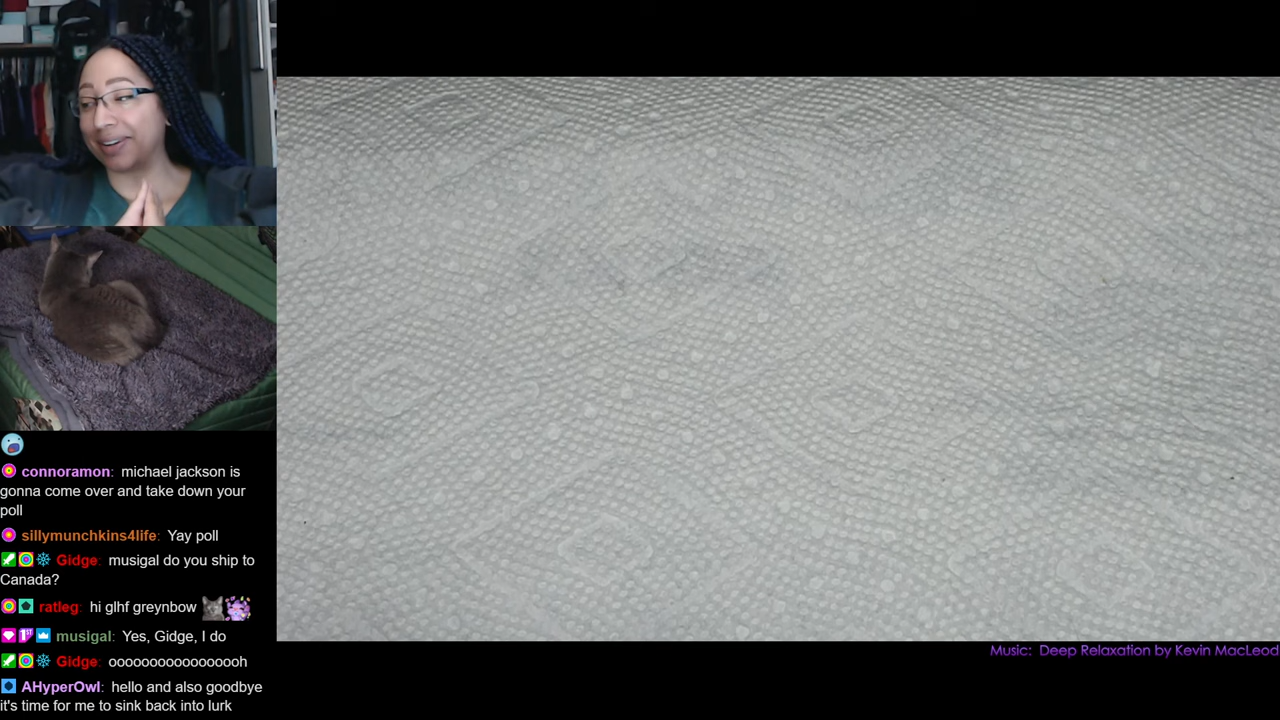 connoramon: michael jackson is
gonna come over and take down your
poll
sillymunchkins4life: Yay poll
Gidge: musigal do you ship to
Canada?
ratleg: hi glhf greynbow
1ST musigal: Yes, Gidge, I do
Gidge: ooooooooooooooooh
AHyperOwl: hello and also goodbye
it's time for me to sink back into lurk
Music: Deep Relaxation by Kevin MacLeod